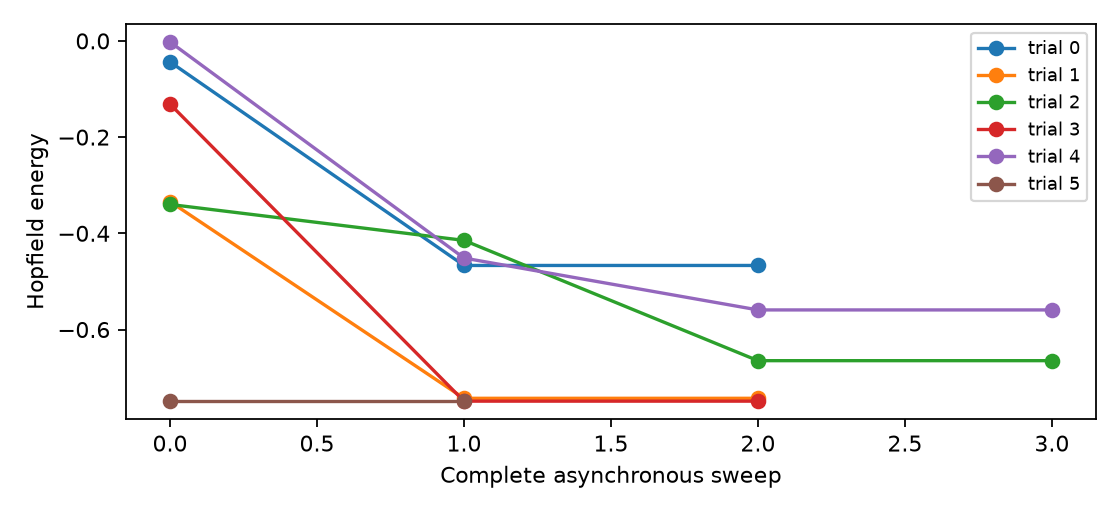 0.0
−0.2
−0.4
−0.6
Hopfield energy
trial 0
trial 1
trial 2
trial 3
trial 4
trial 5
0.0 0.5 1.0 1.5 2.0 2.5 3.0
Complete asynchronous sweep